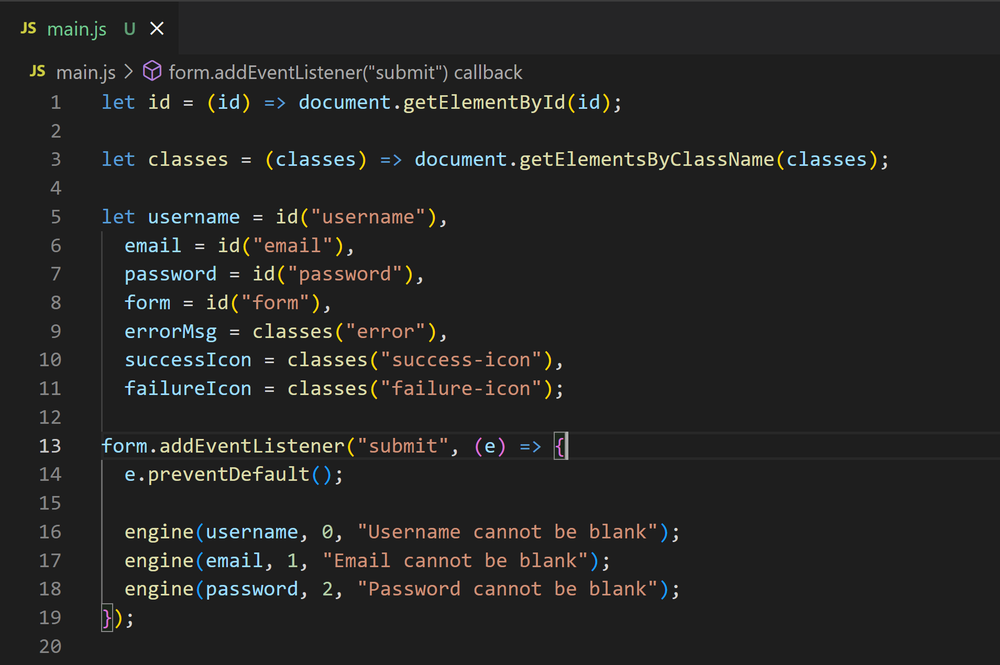 JS main.js U
JS main.js > form.addEventListener("submit") callback
1 let id = (id) => document.getElementById(id);
2
3 let classes = (classes) => document.getElementsByClassName(classes);
4
5 let username = id("username"),
6   email = id("email"),
7   password = id("password"),
8   form = id("form"),
9   errorMsg = classes("error"),
10   successIcon = classes("success-icon"),
11   failureIcon = classes("failure-icon");
12
13 form.addEventListener("submit", (e) => {
14   e.preventDefault();
15
16   engine(username, 0, "Username cannot be blank");
17   engine(email, 1, "Email cannot be blank");
18   engine(password, 2, "Password cannot be blank");
19 });
20